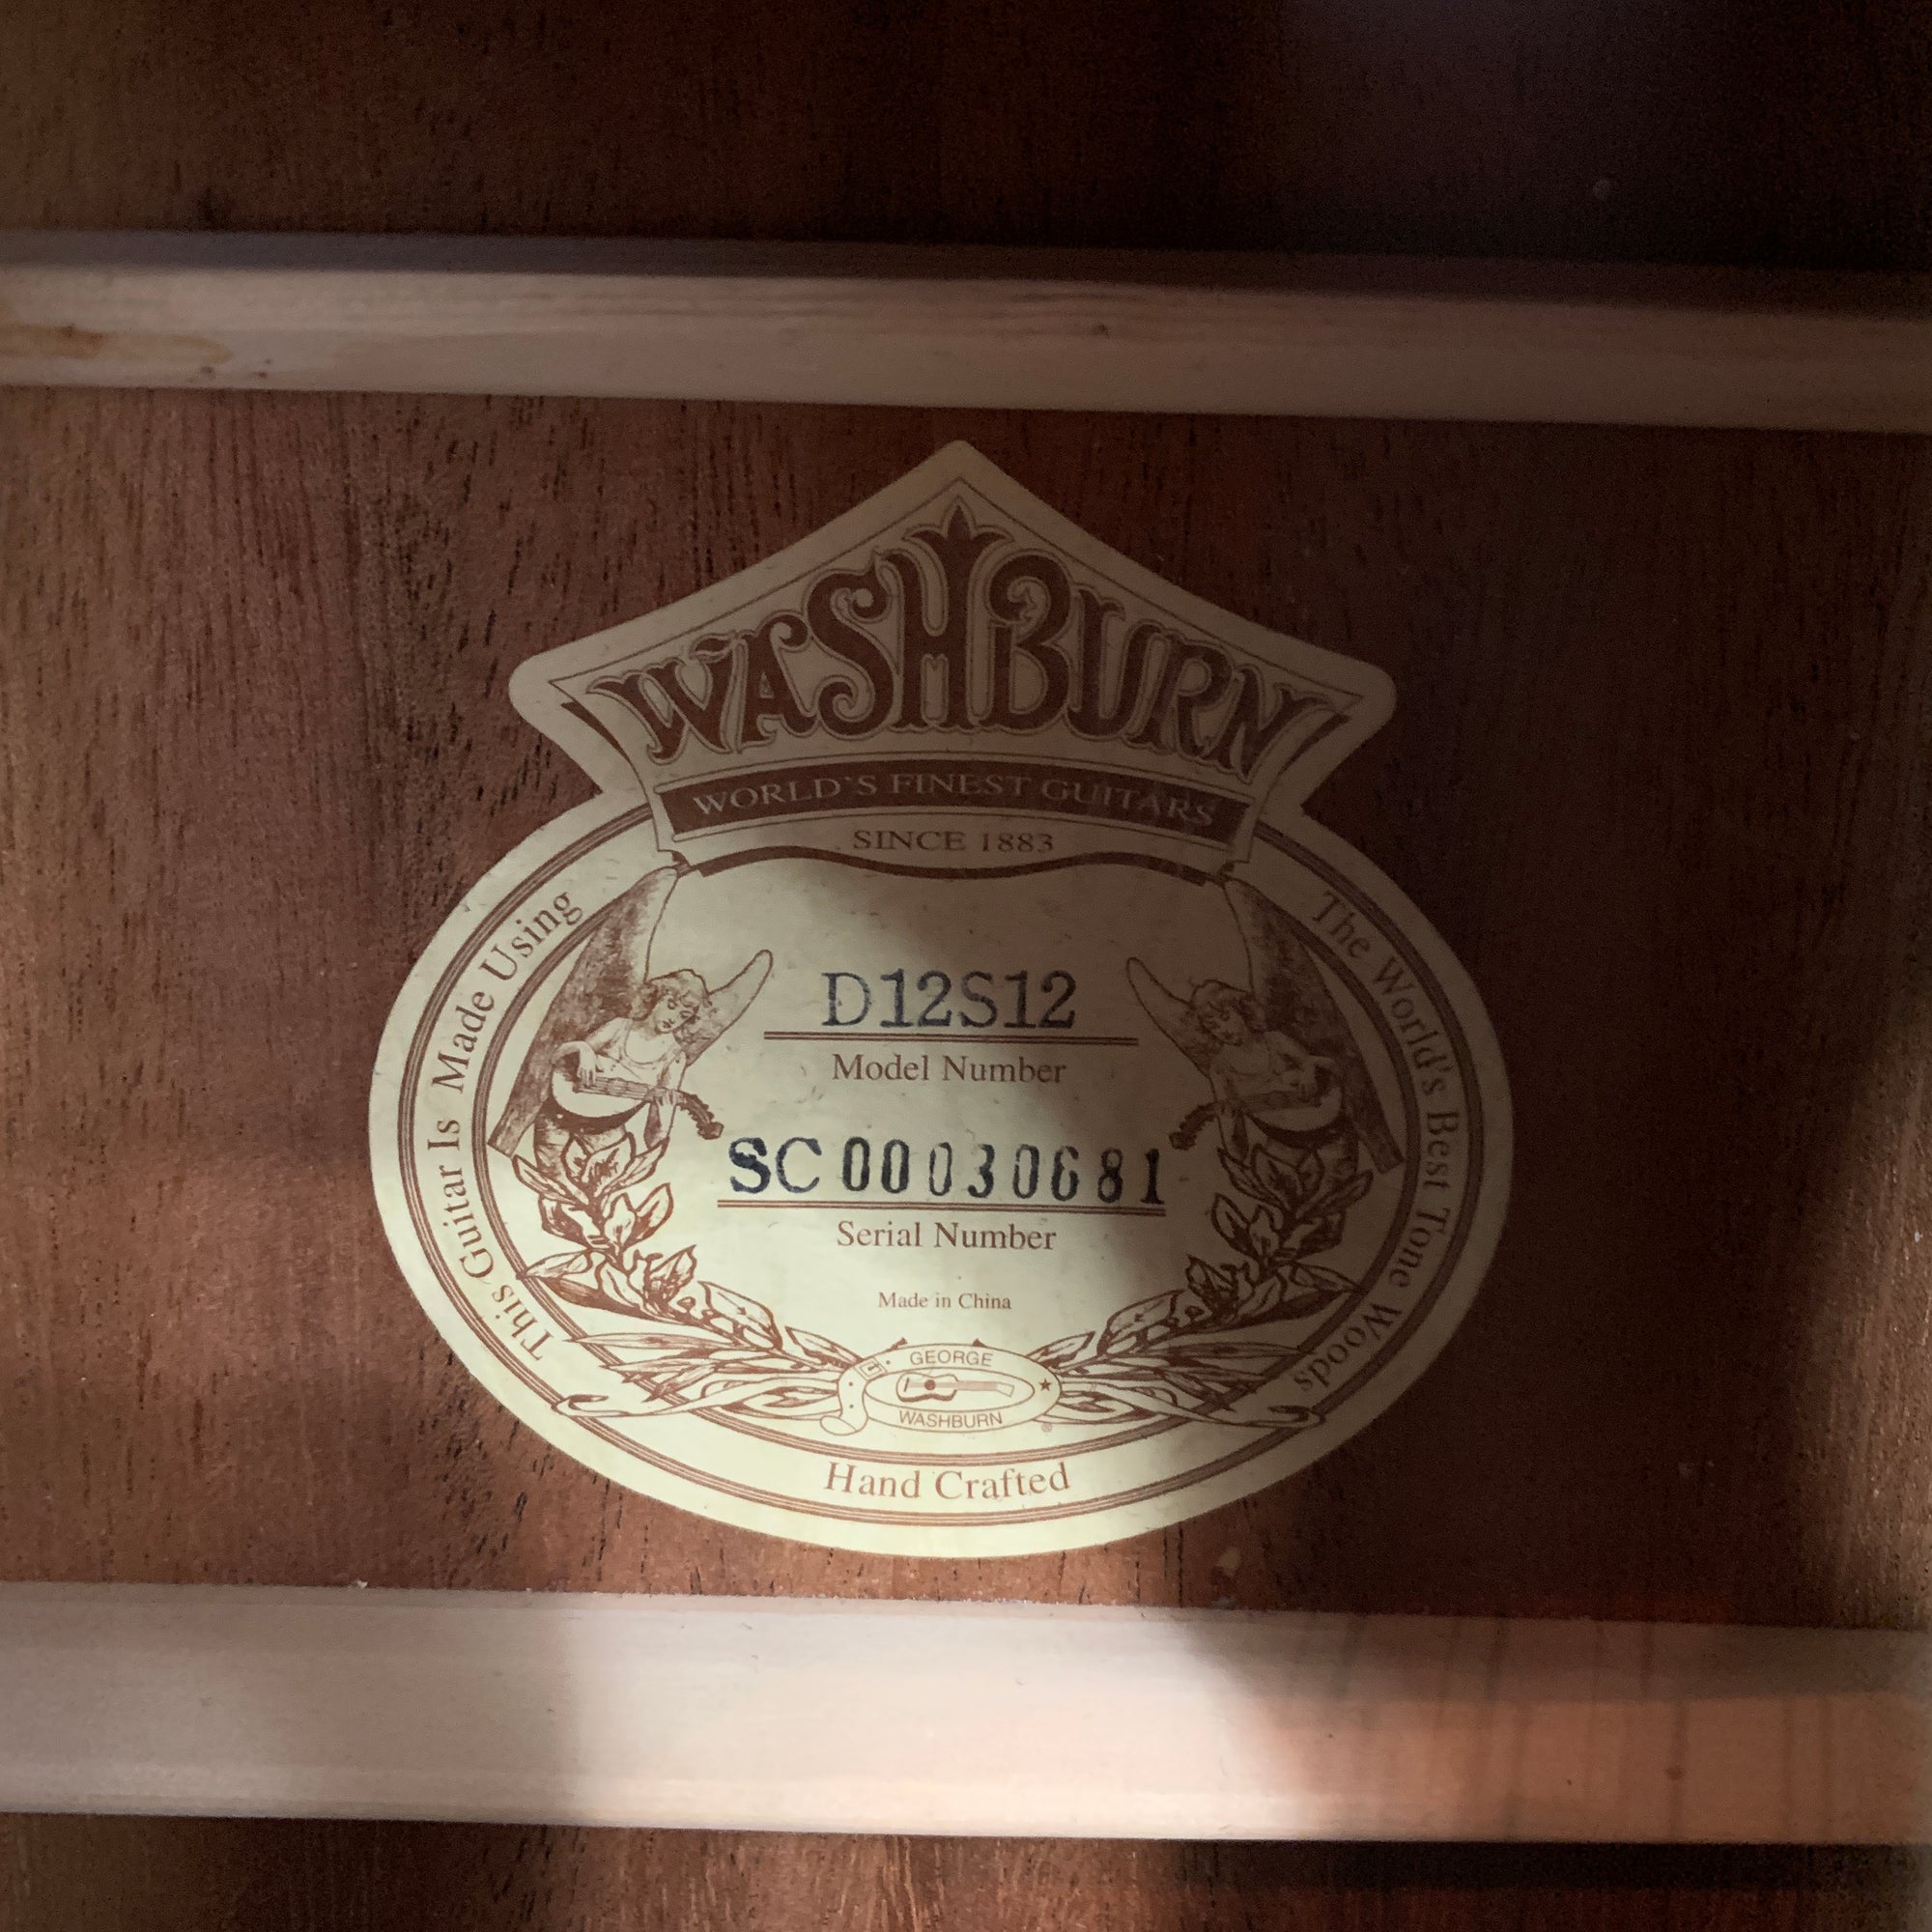 WASHBURN
WORLD'S FINEST GUITARS
SINCE 1883
This Guitar Is Made Using
The World's Best Tone Woods
D12S12
Model Number
SC00030681
Serial Number
Made in China
GEORGE
WASHBURN
®
Hand Crafted